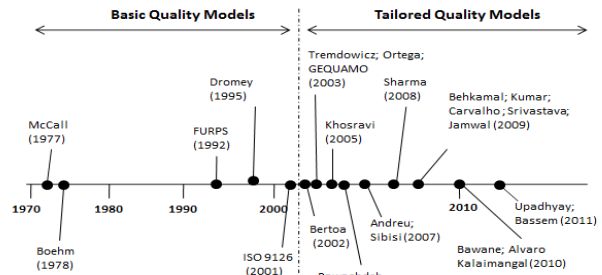 Basic Quality Models
Tailored Quality Models
Tremdowicz; Ortega;
GEQUAMO
(2003)
Dromey
(1995)
Sharma
(2008)
Behkamal; Kumar;
Carvalho; Srivastava;
Jamwal (2009)
McCall
(1977)
FURPS
(1992)
Khosravi
(2005)
1970
1980
1990
2000
2010
Boehm
(1978)
ISO 9126
(2001)
Bertoa
(2002)
Andreu;
Sibisi (2007)
Bawane; Alvaro
Kalaimangal (2010)
Upadhyay;
Bassem (2011)